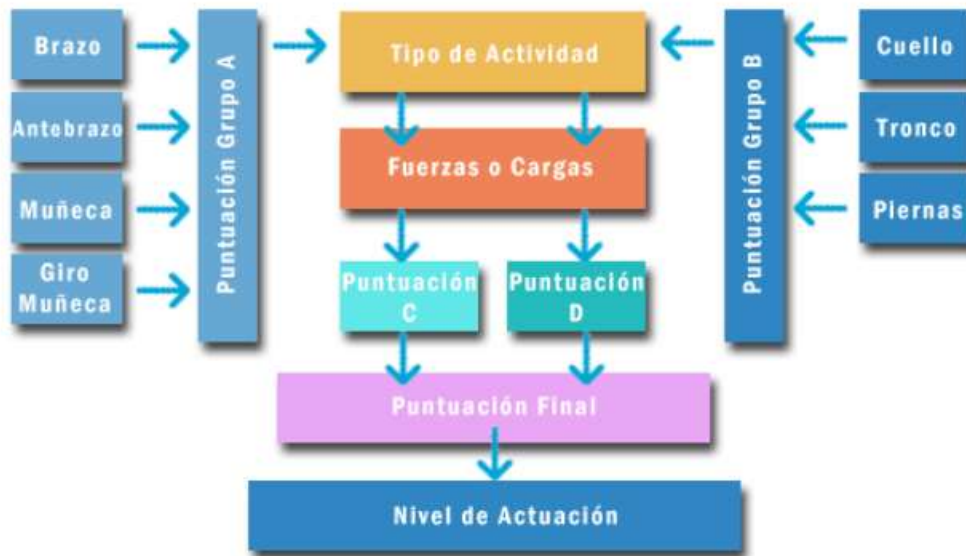 Brazo
Antebrazo
Muñeca
Giro
Muñeca
Puntuación Grupo A
Tipo de Actividad
Fuerzas o Cargas
Puntuación
C
Puntuación
D
Puntuación Final
Nivel de Actuación
Puntuación Grupo B
Cuello
Tronco
Piernas